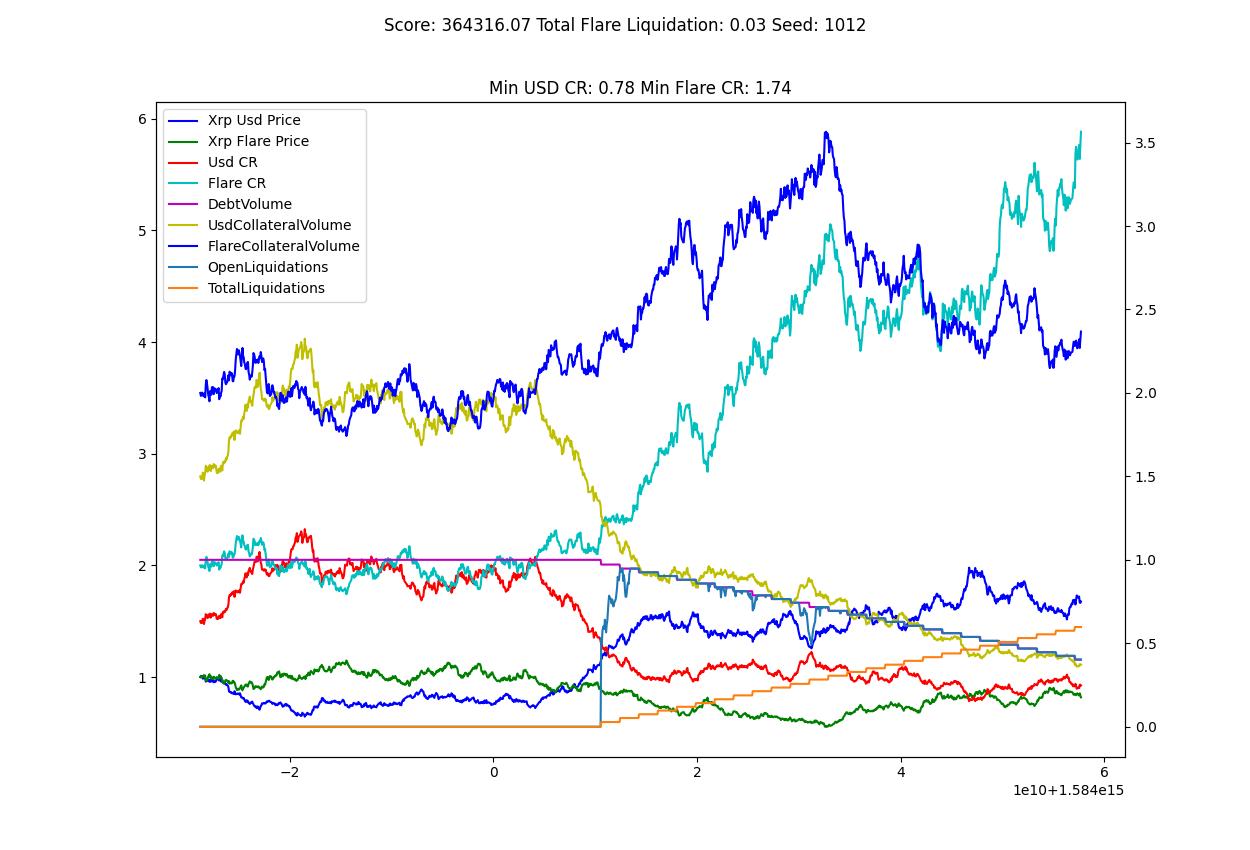 Score: 364316.07 Total Flare Liquidation: 0.03 Seed: 1012
Min USD CR: 0.78 Min Flare CR: 1.74
Xrp Usd Price
Xrp Flare Price
Usd CR
Flare CR
DebtVolume
UsdCollateralVolume
FlareCollateralVolume
OpenLiquidations
TotalLiquidations
6
5
4
3
2
1
3.5
3.0
2.5
2.0
1.5
1.0
0.5
0.0
−2 0 2 4 6
1e10+1.584e15